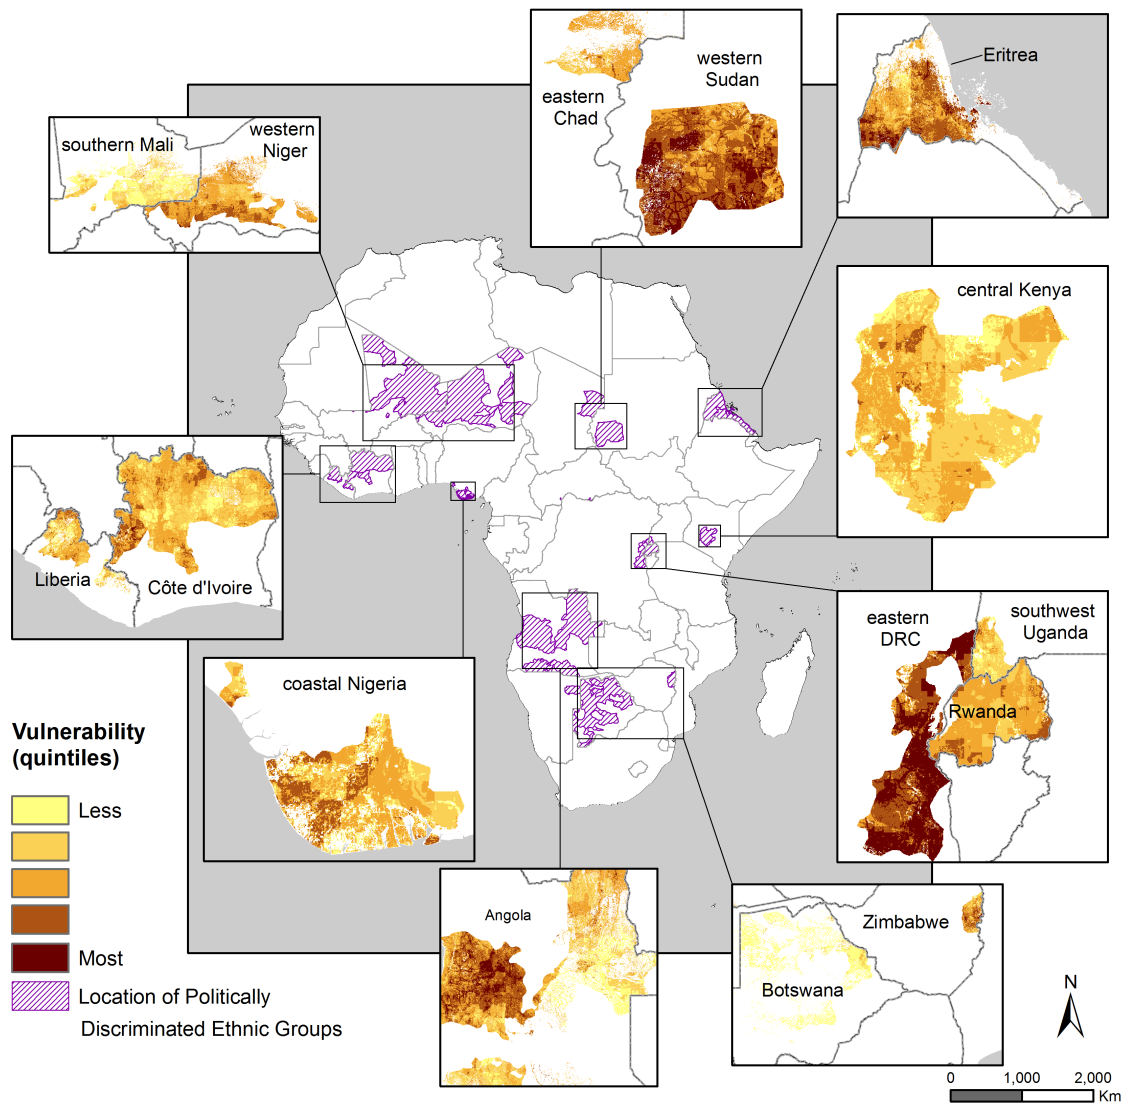 western
Sudan
eastern
Chad
Eritrea
southern Mali
western
Niger
central Kenya
Liberia
Côte d'Ivoire
eastern
DRC
southwest
Uganda
Rwanda
coastal Nigeria
Vulnerability
(quintiles)
Less
Most
Location of Politically
Discriminated Ethnic Groups
Angola
Zimbabwe
Botswana
N
0 1,000 2,000
Km